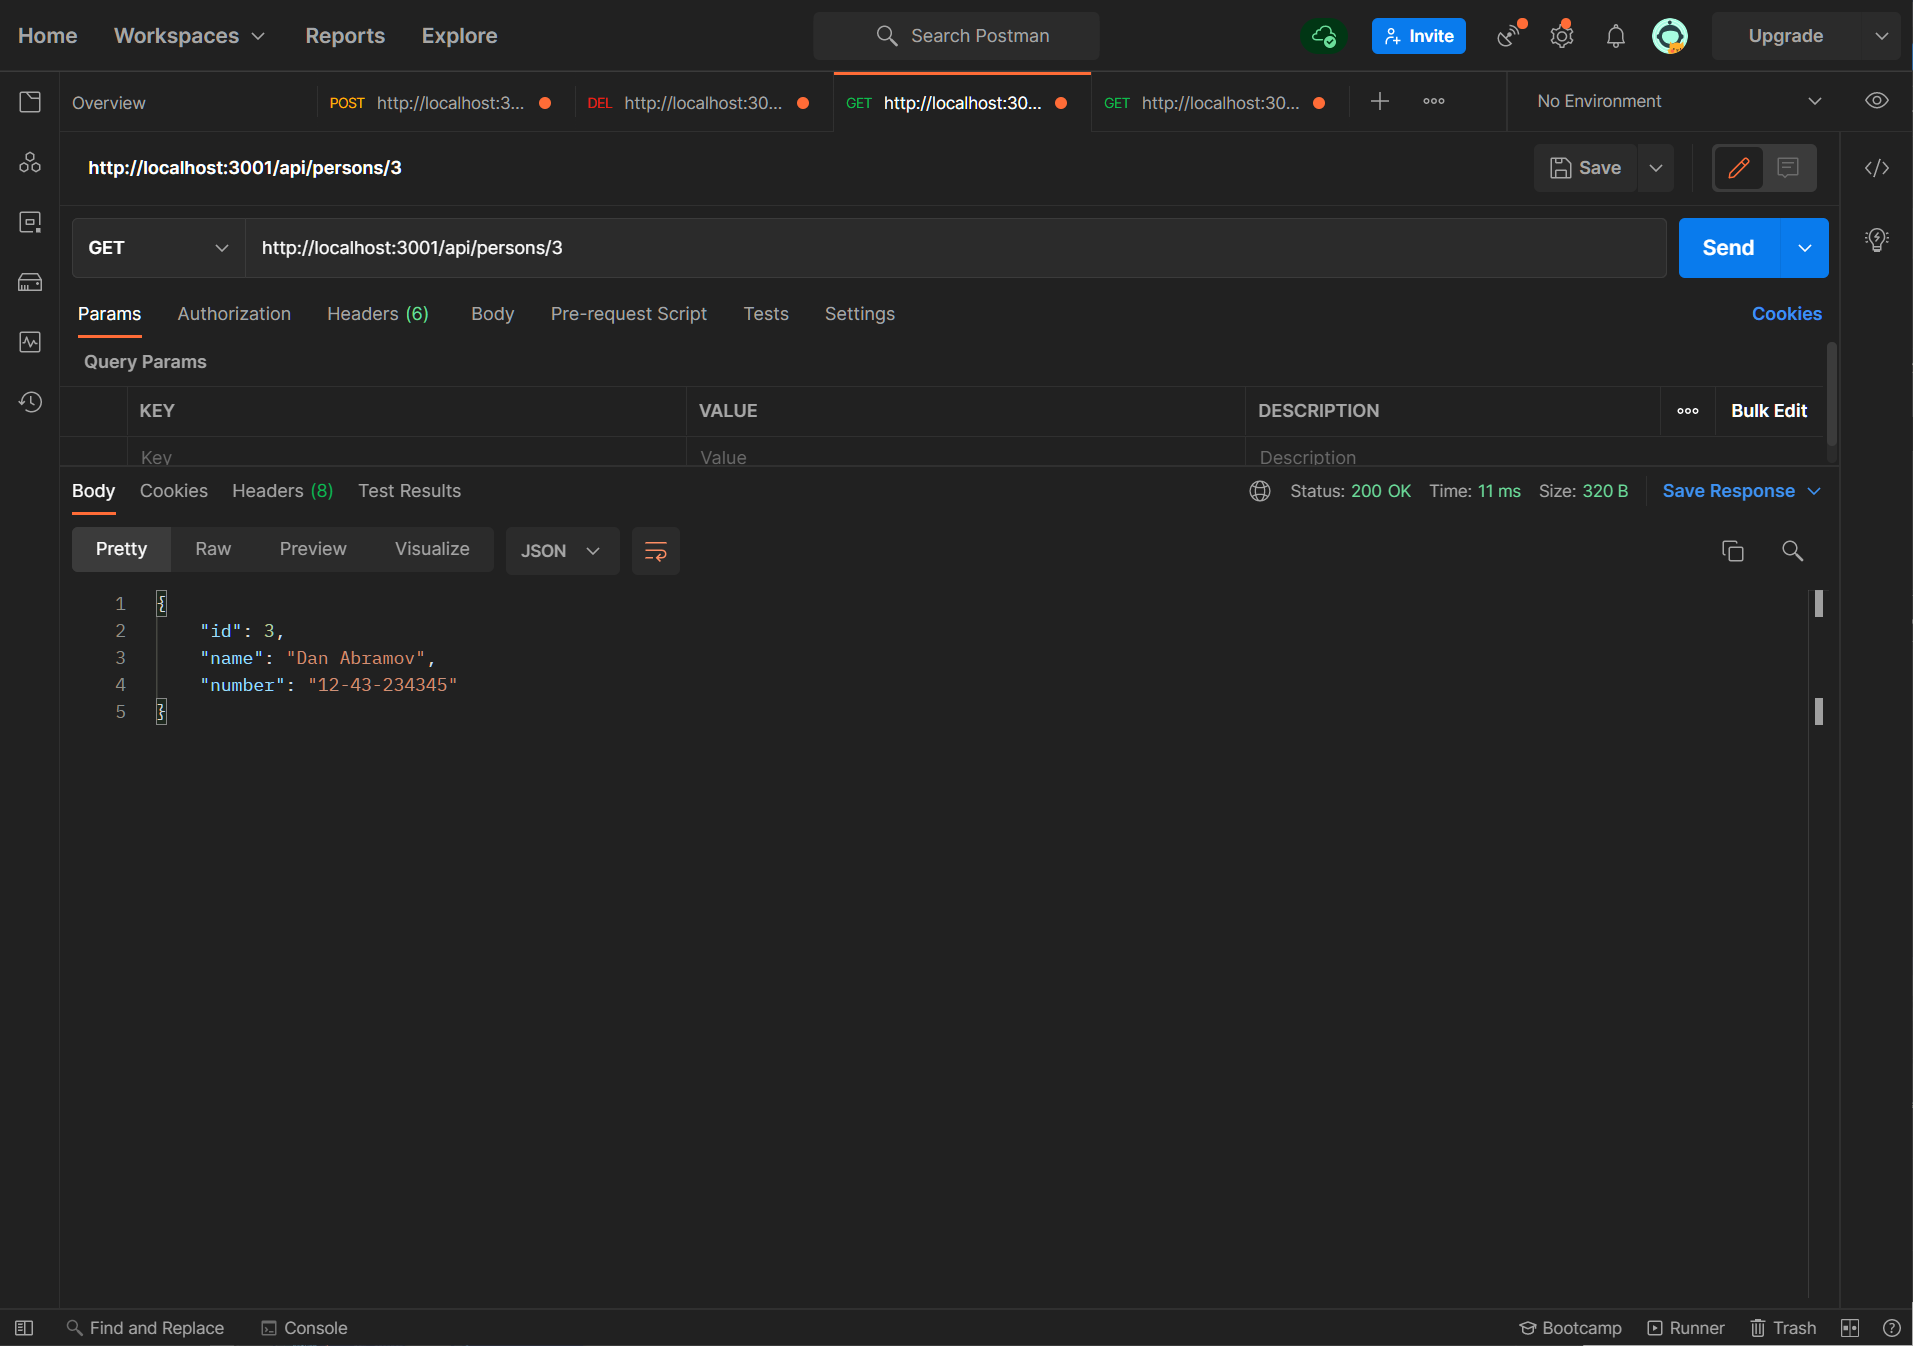 Home Workspaces Reports Explore Search Postman Invite Upgrade
Overview POST http://localhost:3... DEL http://localhost:30... GET http://localhost:30... GET http://localhost:30... No Environment
http://localhost:3001/api/persons/3 Save
GET http://localhost:3001/api/persons/3 Send
Params Authorization Headers (6) Body Pre-request Script Tests Settings Cookies
Query Params
KEY VALUE DESCRIPTION Bulk Edit
Key Value Description
Body Cookies Headers (8) Test Results Status: 200 OK Time: 11 ms Size: 320 B Save Response
Pretty Raw Preview Visualize JSON
1 {
2 "id": 3,
3 "name": "Dan Abramov",
4 "number": "12-43-234345"
5 }
Find and Replace Console Bootcamp Runner Trash